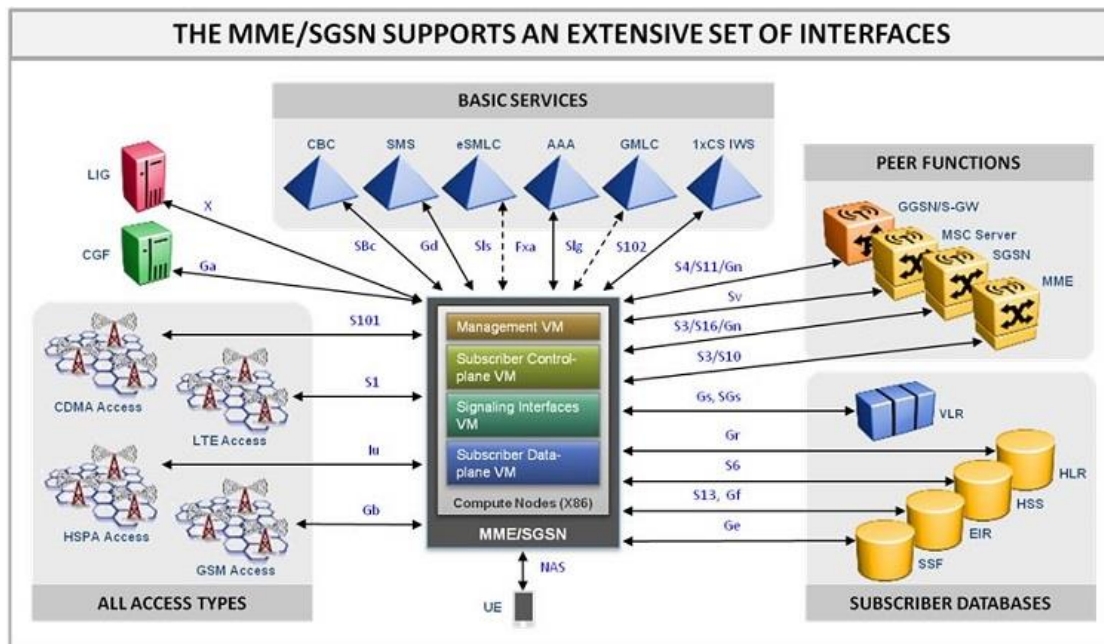 THE MME/SGSN SUPPORTS AN EXTENSIVE SET OF INTERFACES
BASIC SERVICES
CBC
SMS
eSMLC
AAA
GMLC
1xCS IWS
SBc
Gd
Sls
Fxa
Slg
S102
LIG
X
CGF
Ga
PEER FUNCTIONS
GGSN/S-GW
MSC Server
SGSN
MME
S4/S11/Gn
Sv
S3/S16/Gn
S3/S10
CDMA Access
LTE Access
HSPA Access
GSM Access
ALL ACCESS TYPES
S101
S1
Iu
Gb
Management VM
Subscriber Control-
plane VM
Signaling Interfaces
VM
Subscriber Data-
plane VM
Compute Nodes (X86)
MME/SGSN
NAS
UE
Gs, SGs
Gr
S6
S13, Gf
Ge
VLR
HLR
HSS
EIR
SSF
SUBSCRIBER DATABASES